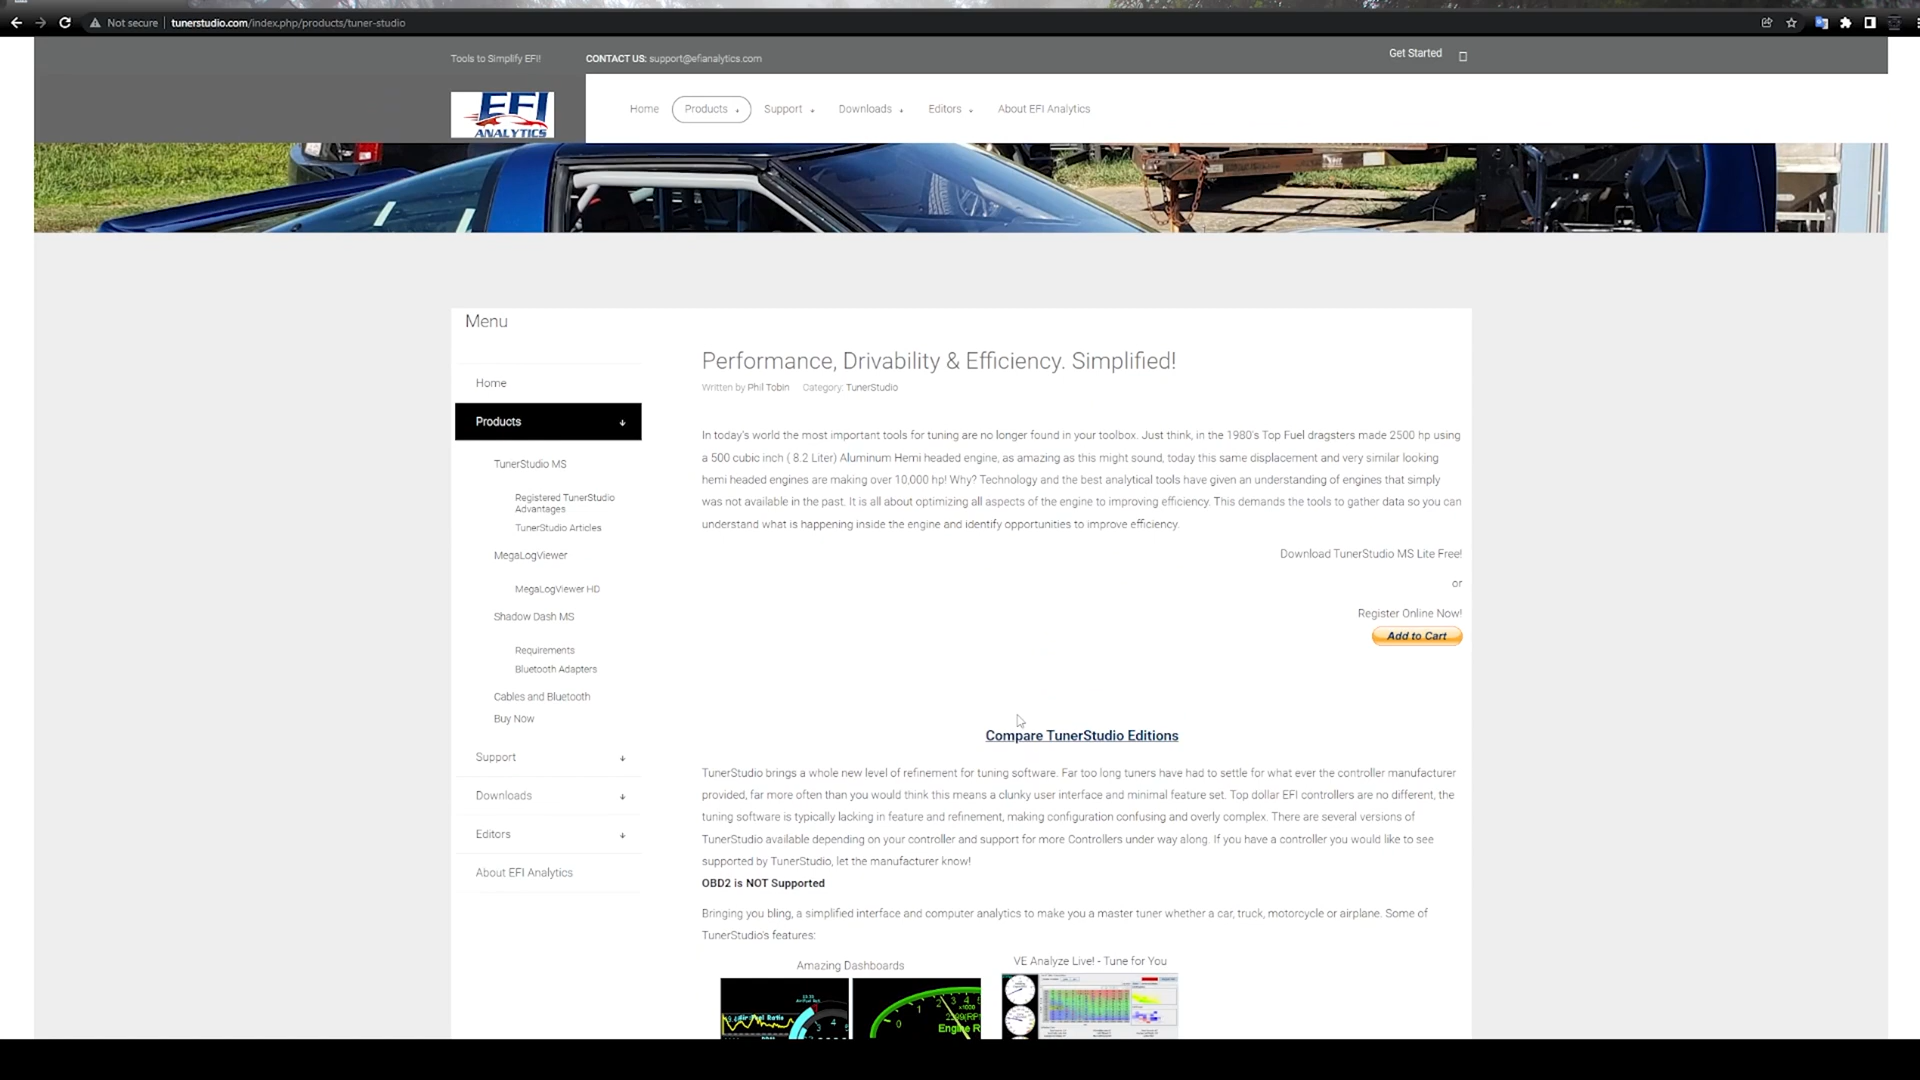 Not secure
tunerstudio.com/index.php/products/tuner-studio
Tools to Simplify EFI!
CONTACT US: support@efianalytics.com
Get Started
EFI
ANALYTICS
Home
Products
Support
Downloads
Editors
About EFI Analytics
Menu
Home
Products
TunerStudio MS
Registered TunerStudio
Advantages
TunerStudio Articles
MegaLogViewer
MegaLogViewer HD
Shadow Dash MS
Requirements
Bluetooth Adapters
Cables and Bluetooth
Buy Now
Support
Downloads
Editors
About EFI Analytics
Performance, Drivability & Efficiency. Simplified!
Written by Phil Tobin Category: TunerStudio
In today's world the most important tools for tuning are no longer found in your toolbox. Just think, in the 1980's Top Fuel dragsters made 2500 hp using
a 500 cubic inch ( 8.2 Liter) Aluminum Hemi headed engine, as amazing as this might sound, today this same displacement and very similar looking
hemi headed engines are making over 10,000 hp! Why? Technology and the best analytical tools have given an understanding of engines that simply
was not available in the past. It is all about optimizing all aspects of the engine to improving efficiency. This demands the tools to gather data so you can
understand what is happening inside the engine and identify opportunities to improve efficiency.
Download TunerStudio MS Lite Free!
or
Register Online Now!
Add to Cart
Compare TunerStudio Editions
TunerStudio brings a whole new level of refinement for tuning software. Far too long tuners have had to settle for what ever the controller manufacturer
provided, far more often than you would think this means a clunky user interface and minimal feature set. Top dollar EFI controllers are no different, the
tuning software is typically lacking in feature and refinement, making configuration confusing and overly complex. There are several versions of
TunerStudio available depending on your controller and support for more Controllers under way along. If you have a controller you would like to see
supported by TunerStudio, let the manufacturer know!
OBD2 is NOT Supported
Bringing you bling, a simplified interface and computer analytics to make you a master tuner whether a car, truck, motorcycle or airplane. Some of
TunerStudio's features:
Amazing Dashboards
VE Analyze Live! - Tune for You
Air Fuel Ratio
Engine R